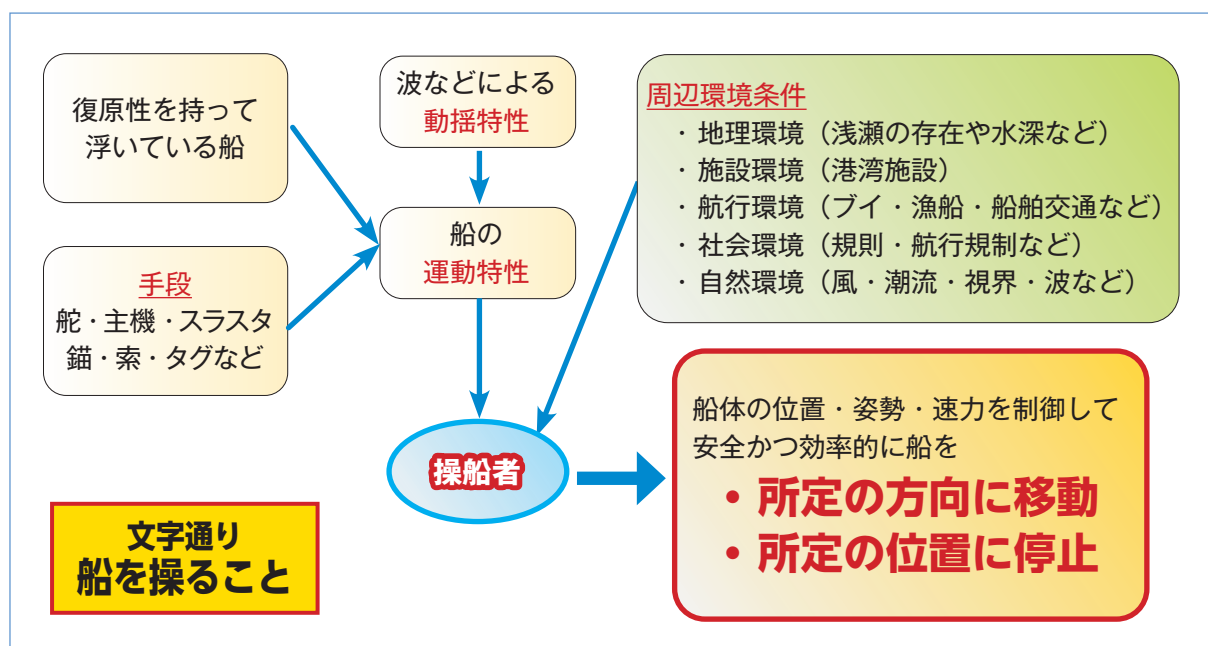 復原性を持って
浮いている船
波などによる
動揺特性
周辺環境条件
・地理環境（浅瀬の存在や水深など）
・施設環境（港湾施設）
・航行環境（ブイ・漁船・船舶交通など）
・社会環境（規則・航行規制など）
・自然環境（風・潮流・視界・波など）
船の
運動特性
手段
舵・主機・スラスタ
錨・索・タグなど
操船者
船体の位置・姿勢・速力を制御して
安全かつ効率的に船を
・所定の方向に移動
・所定の位置に停止
文字通り
船を操ること